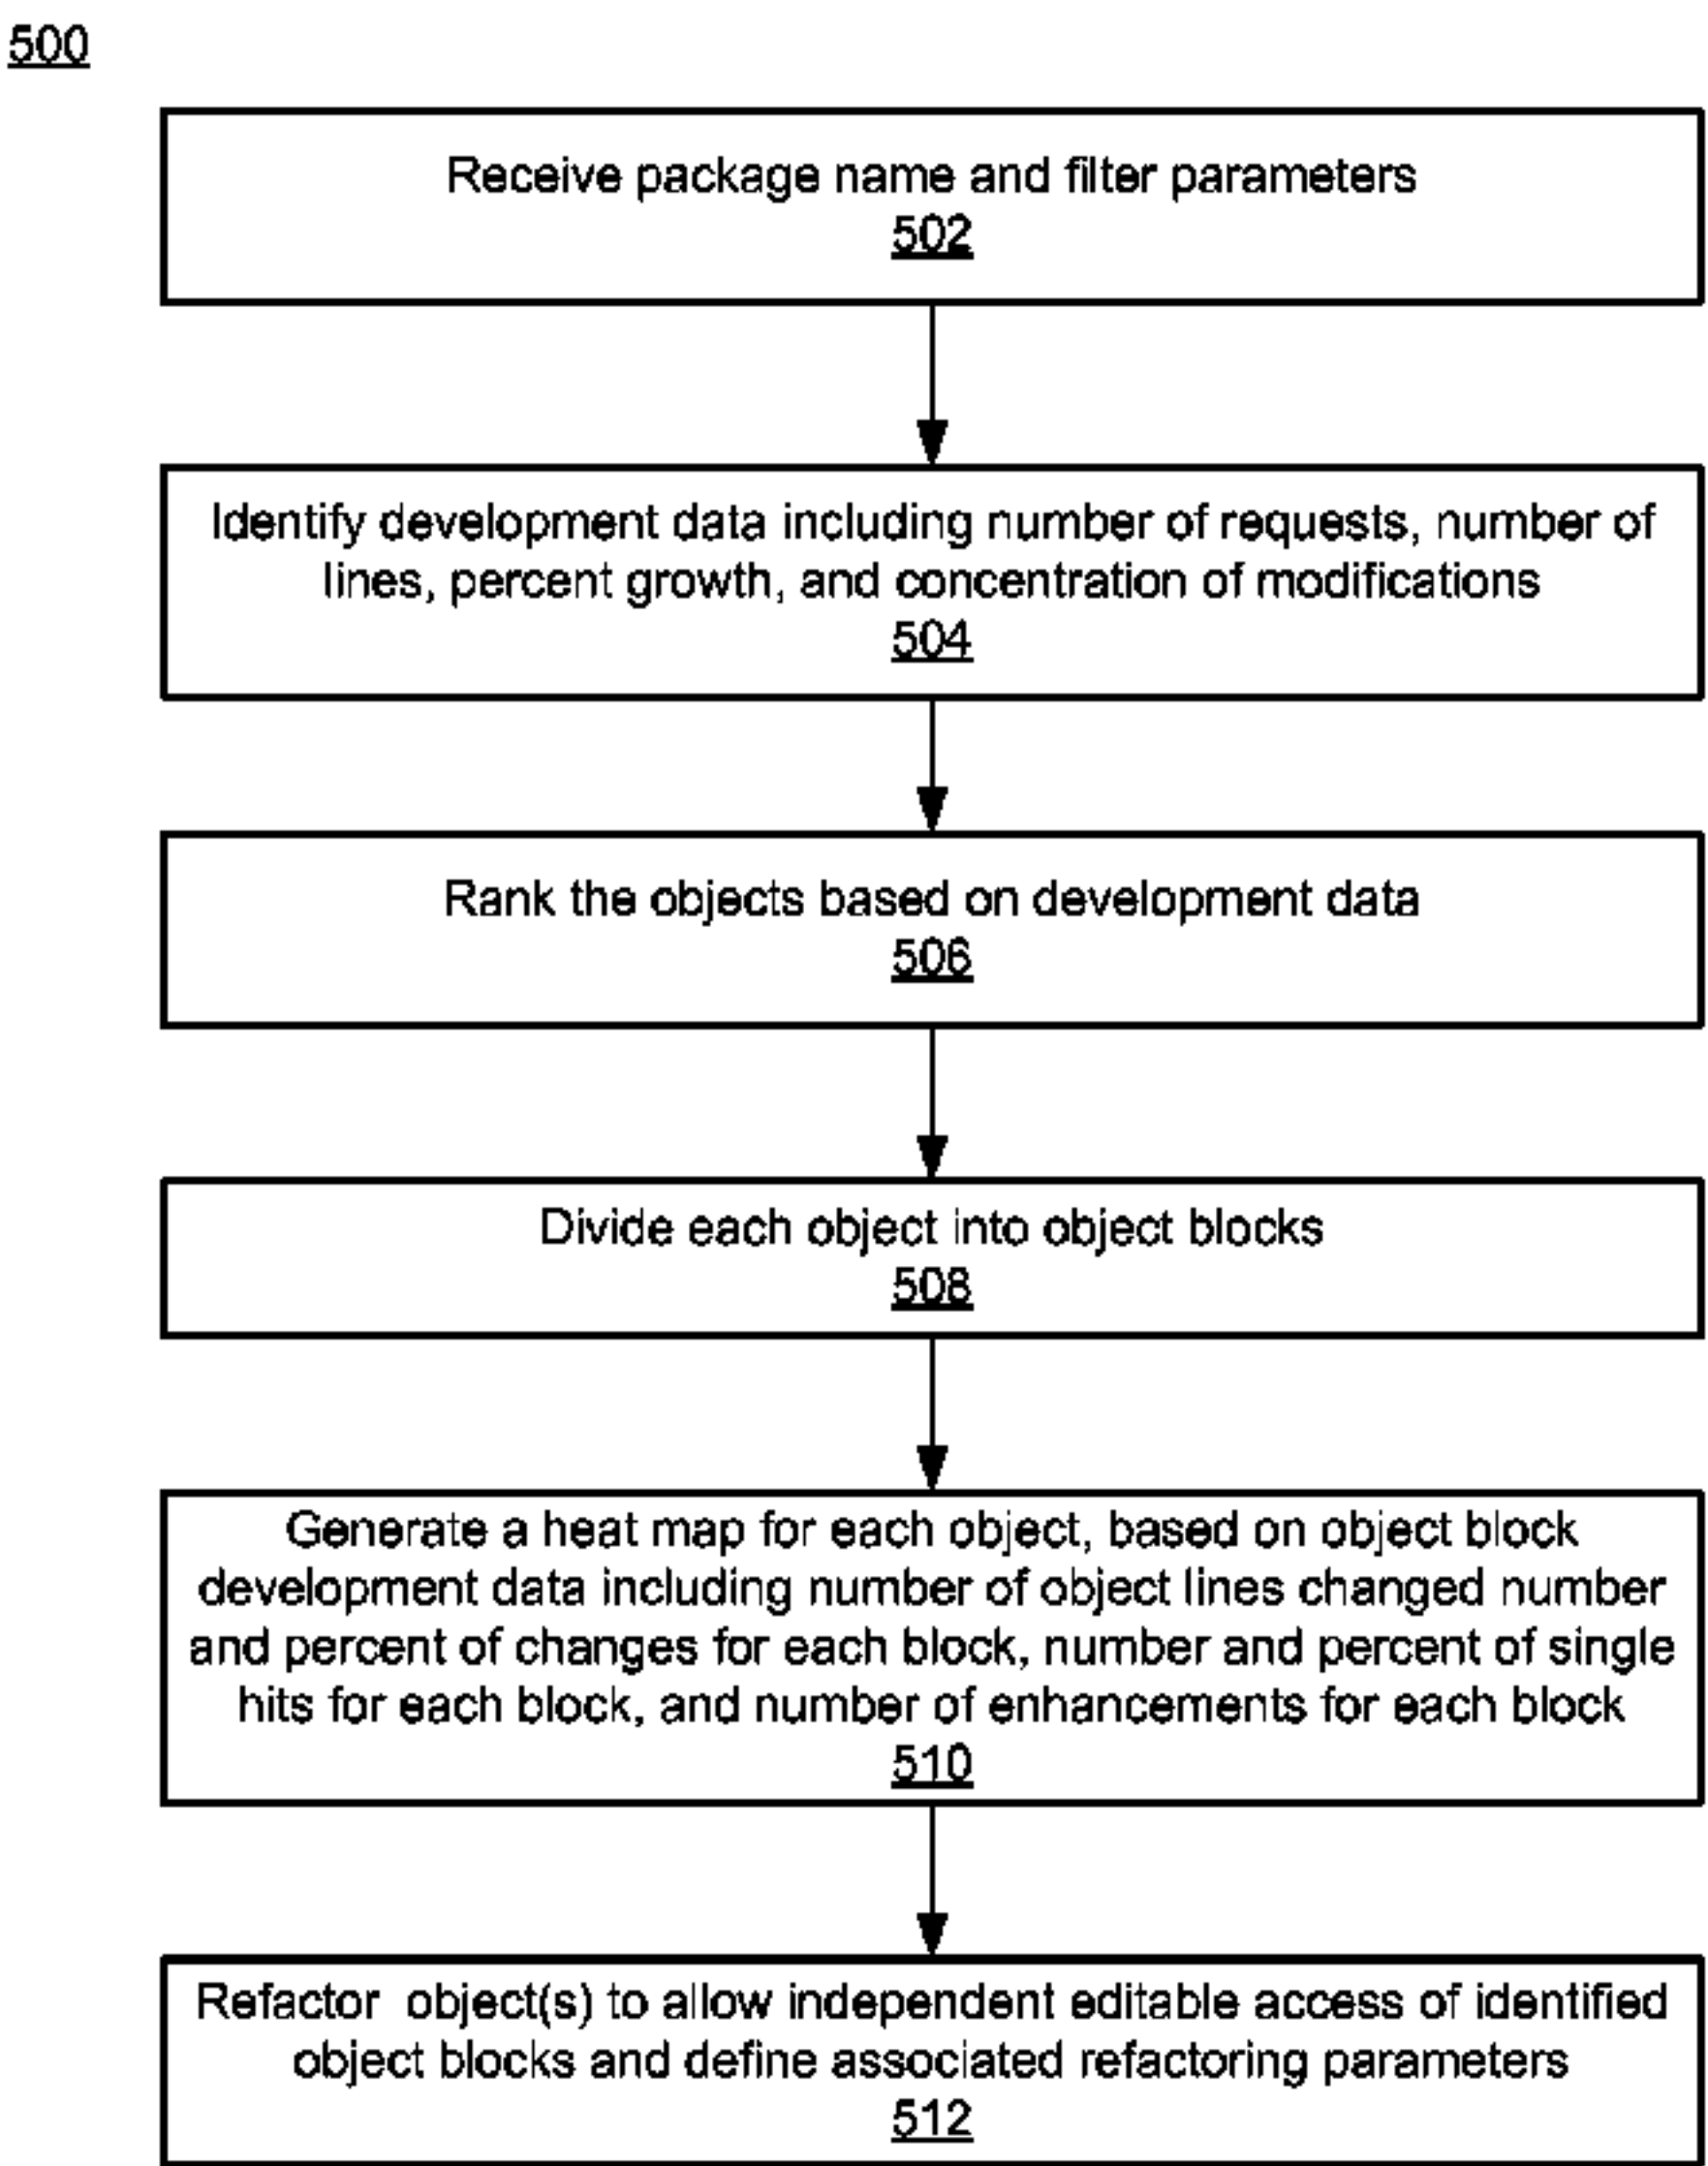 500
Receive package name and filter parameters
502
Identify development data including number of requests, number of
lines, percent growth, and concentration of modifications
504
Rank the objects based on development data
506
Divide each object into object blocks
508
Generate a heat map for each object, based on object block
development data including number of object lines changed number
and percent of changes for each block, number and percent of single
hits for each block, and number of enhancements for each block
510
Refactor object(s) to allow independent editable access of identified
object blocks and define associated refactoring parameters
512